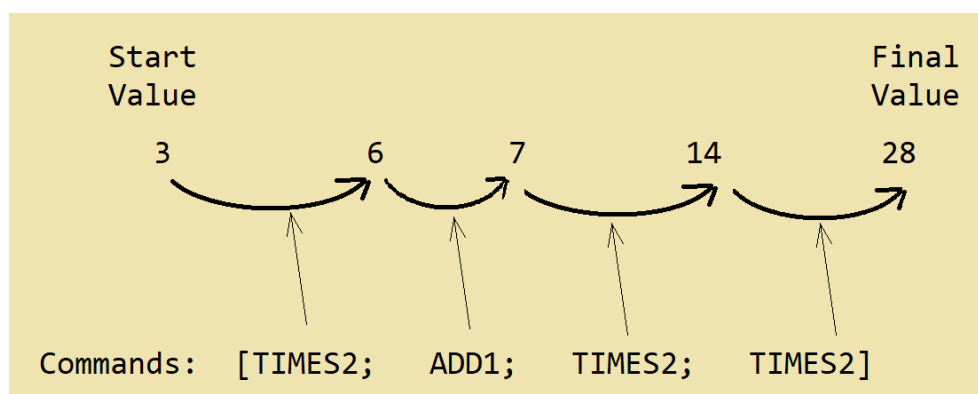 Start Final
Value Value
3 6 7 14 28
Commands: [TIMES2; ADD1; TIMES2; TIMES2]